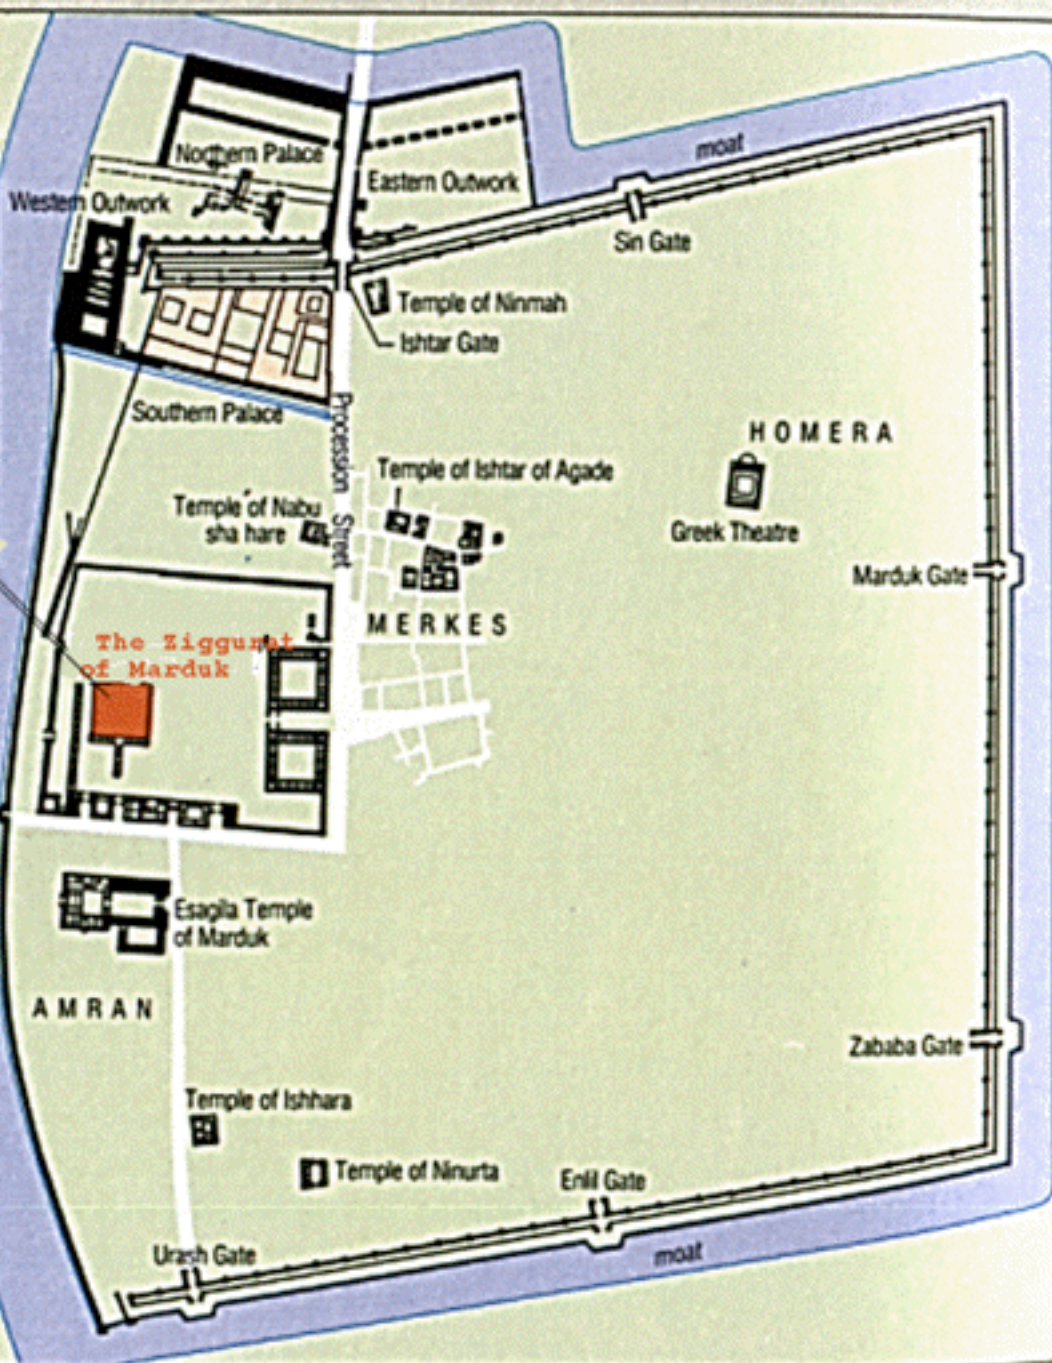 moat
Northern Palace
Eastern Outwork
Western Outwork
Sin Gate
Temple of Ninmah
Ishtar Gate
Southern Palace
Procession Street
HOMERA
Temple of Ishtar of Agade
Temple of Nabu
sha hare
Greek Theatre
Marduk Gate
MERKES
The Ziggurat
of Marduk
Esagila Temple
of Marduk
AMRAN
Zababa Gate
Temple of Ishhara
Temple of Ninurta
Enlil Gate
Urash Gate
moat